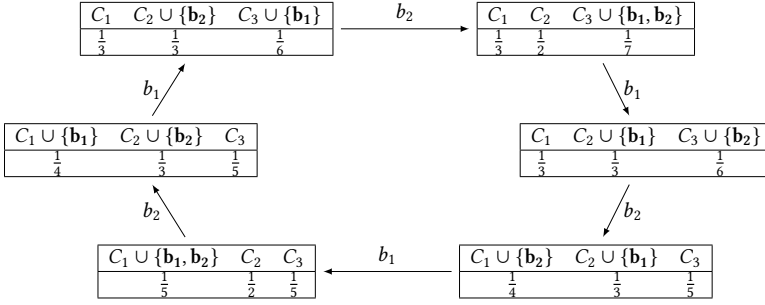 C₁ C₂ ∪ {b₂} C₃ ∪ {b₁}
1/3 1/3 1/6
b₂
C₁ C₂ C₃ ∪ {b₁, b₂}
1/3 1/2 1/7
b₁
b₁
C₁ ∪ {b₁} C₂ ∪ {b₂} C₃
1/4 1/3 1/5
C₁ C₂ ∪ {b₁} C₃ ∪ {b₂}
1/3 1/3 1/6
b₂
b₂
C₁ ∪ {b₁, b₂} C₂ C₃
1/5 1/2 1/5
b₁
C₁ ∪ {b₂} C₂ ∪ {b₁} C₃
1/4 1/3 1/5